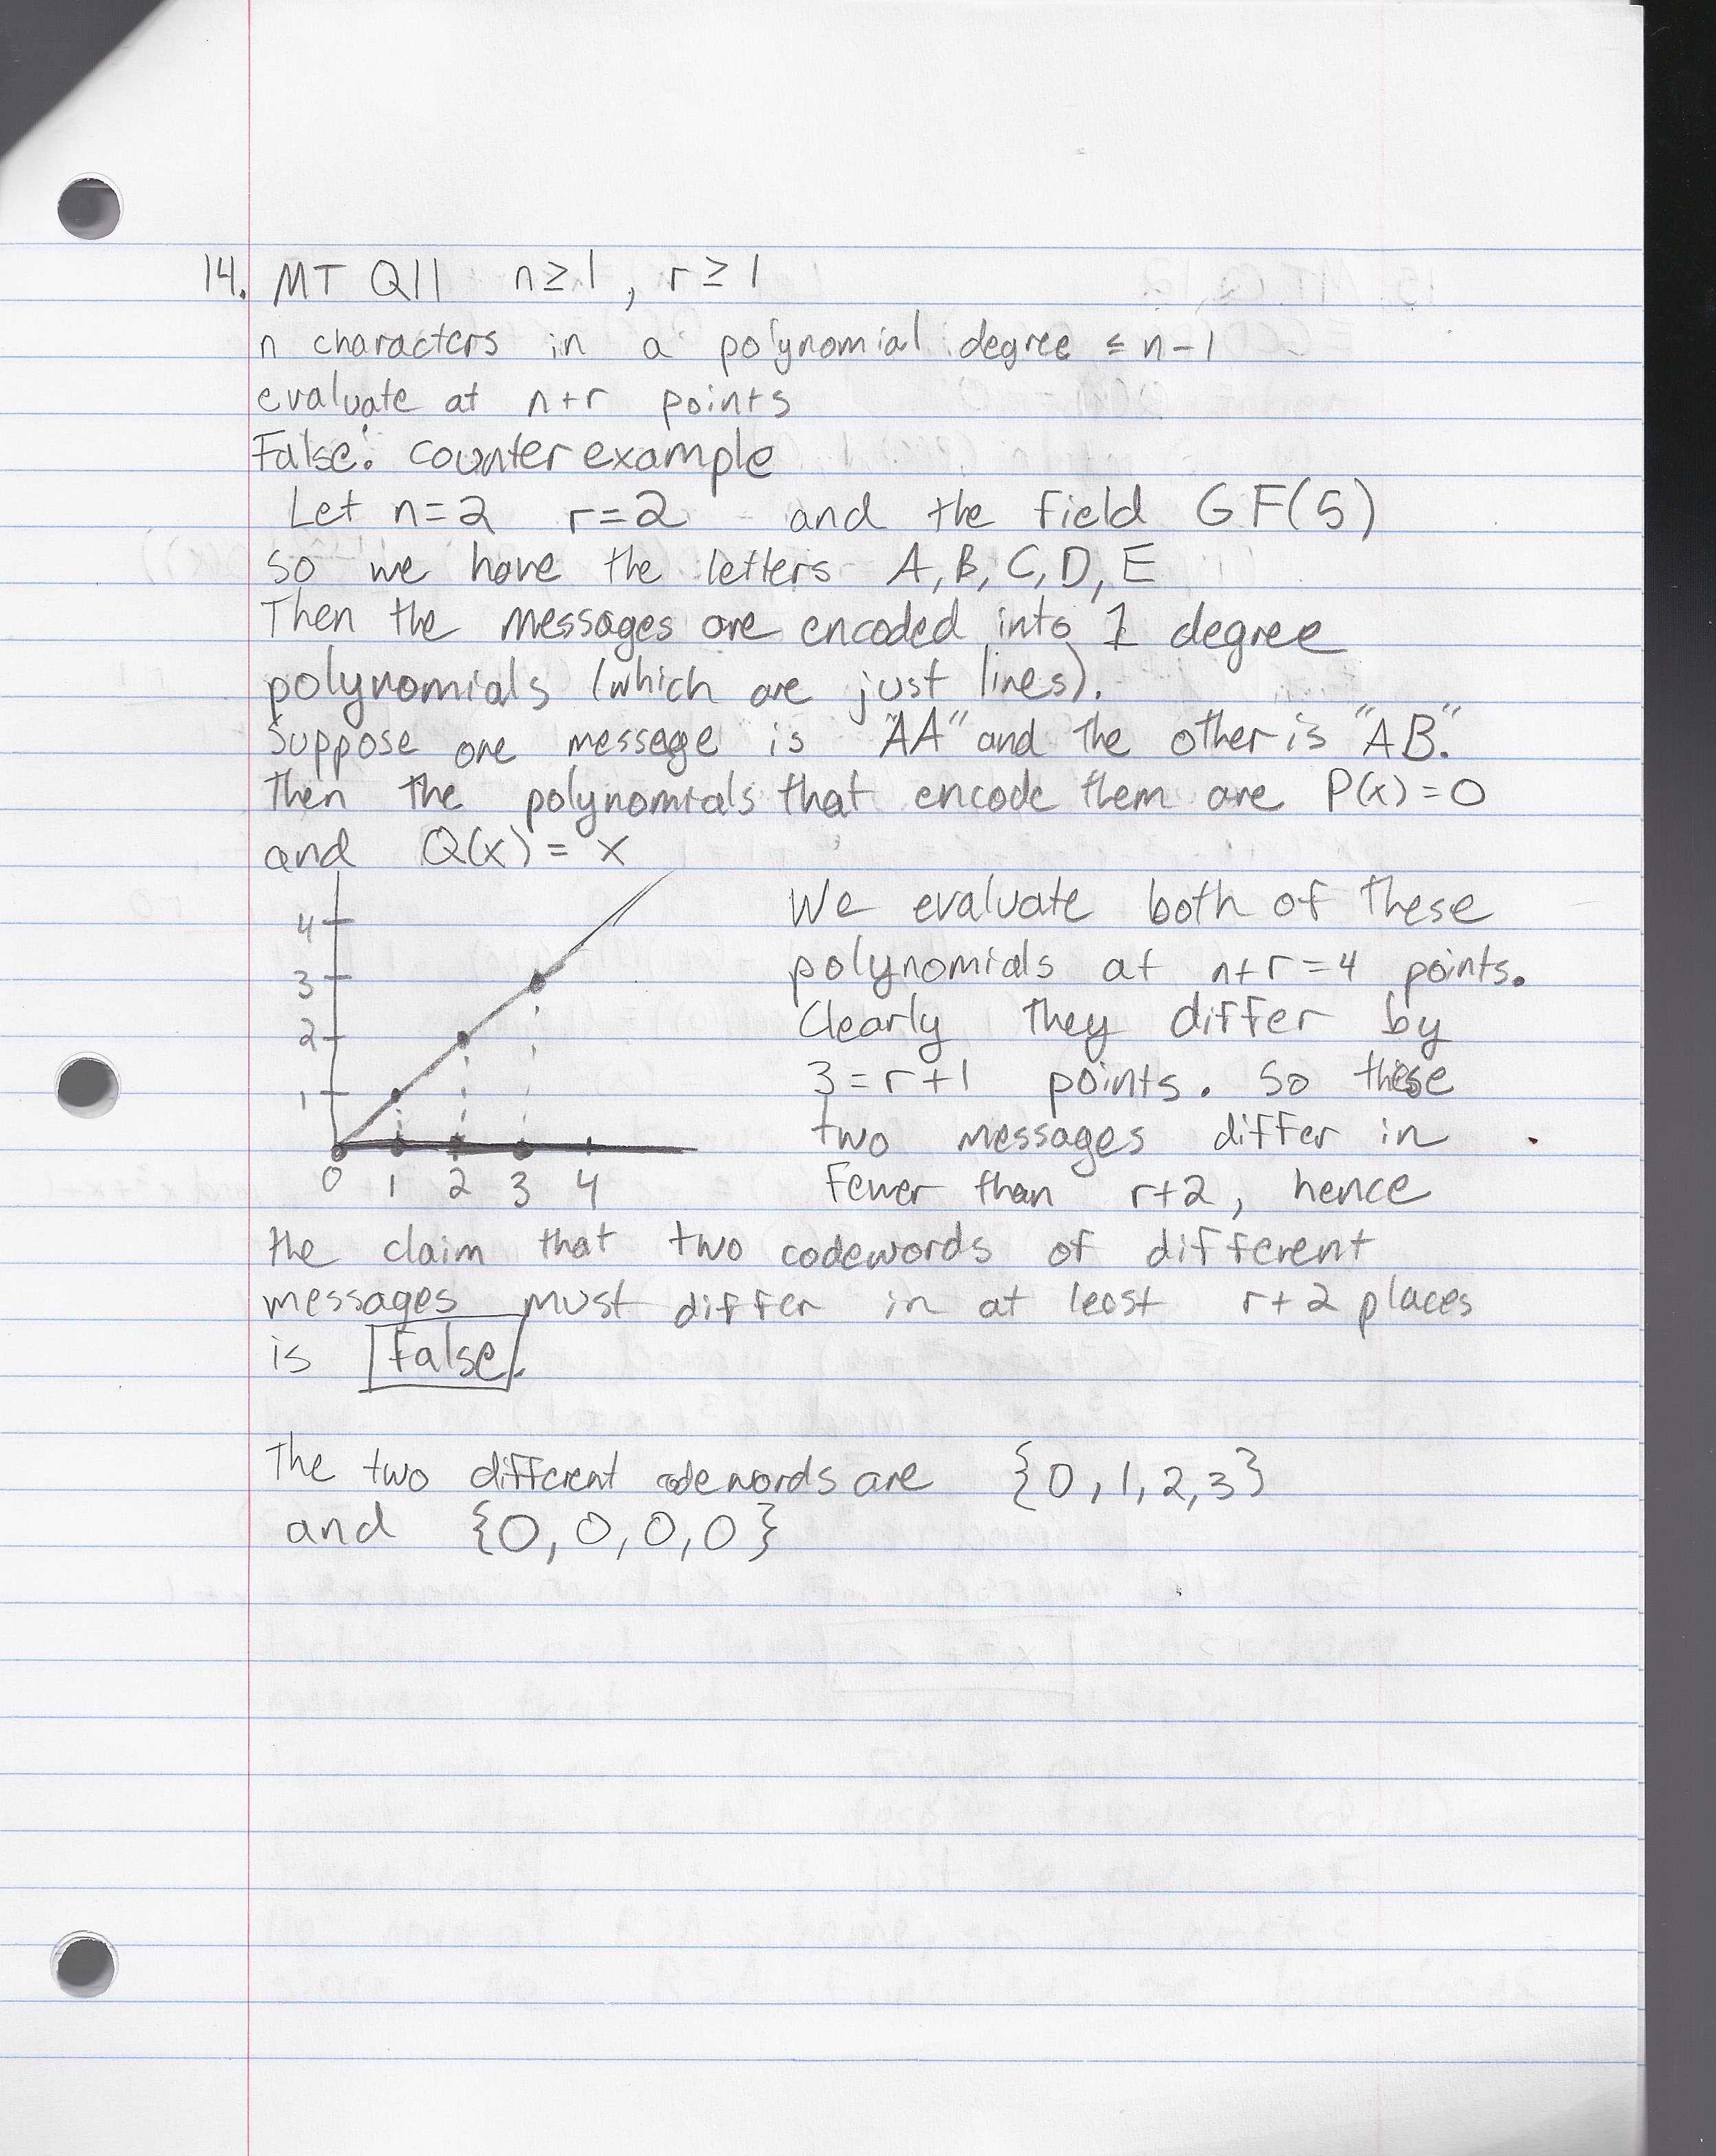 14. MT Q11 n≥1, r≥1
n characters in a polynomial degree ≤ n-1
evaluate at n+r points
False: counter example
Let n=2 r=2 and the field GF(5)
so we have the letters A, B, C, D, E
Then the messages are encoded into 1 degree
polynomials (which are just lines).
Suppose one message is "AA" and the other is "AB."
Then the polynomials that encode them are P(x)=0
and Q(x) = x
4
3
2
1
0 1 2 3 4
We evaluate both of these
polynomials at n+r=4 points.
Clearly they differ by
3=r+1 points. So these
two messages differ in
fewer than r+2, hence
the claim that two codewords of different
messages must differ in at least r+2 places
is False.
The two different codewords are {0,1,2,3}
and {0,0,0,0}